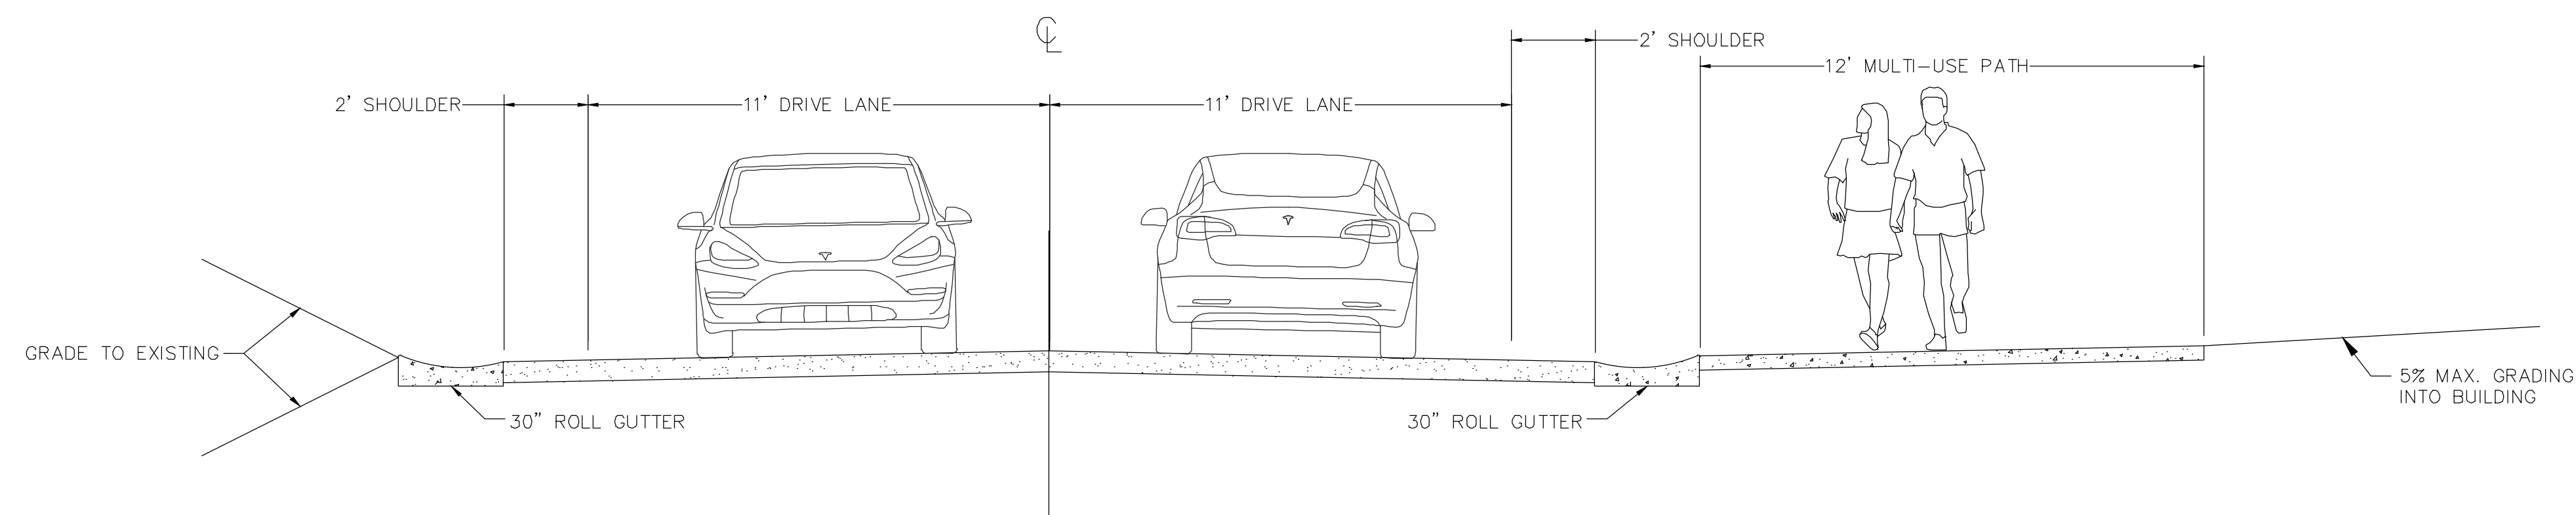 ℄
2' SHOULDER
12' MULTI-USE PATH
2' SHOULDER
11' DRIVE LANE
11' DRIVE LANE
GRADE TO EXISTING
5% MAX. GRADING
INTO BUILDING
30" ROLL GUTTER
30" ROLL GUTTER